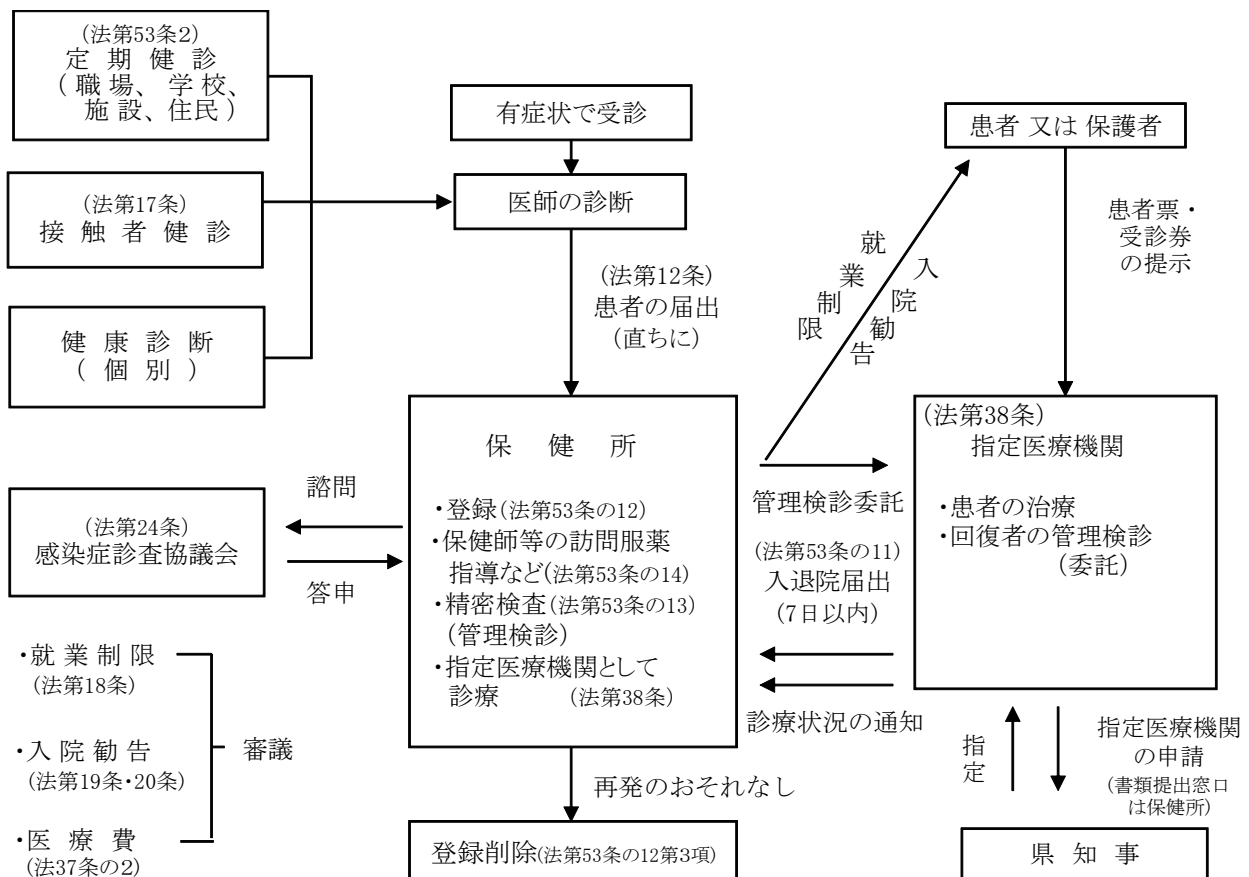 (法第53条2)
定期健診
(職場、学校、
施設、住民)
(法第17条)
接触者健診
健康診断
(個別)
有症状で受診
医師の診断
(法第12条)
患者の届出
(直ちに)
患者 又は 保護者
患者票・
受診券
の提示
就業制限
入院勧告
保健所
・登録(法第53条の12)
・保健師等の訪問服薬
指導など(法第53条の14)
・精密検査(法第53条の13)
(管理検診)
・指定医療機関として
診療 (法第38条)
諮問
答申
(法第24条)
感染症診査協議会
・就業制限
(法第18条)
・入院勧告
(法第19条・20条)
・医療費
(法37条の2)
審議
管理検診委託
(法第53条の11)
入退院届出
(7日以内)
診療状況の通知
(法第38条)
指定医療機関
・患者の治療
・回復者の管理検診
(委託)
指定
指定医療機関
の申請
(書類提出窓口
は保健所)
県知事
再発のおそれなし
登録削除(法第53条の12第3項)